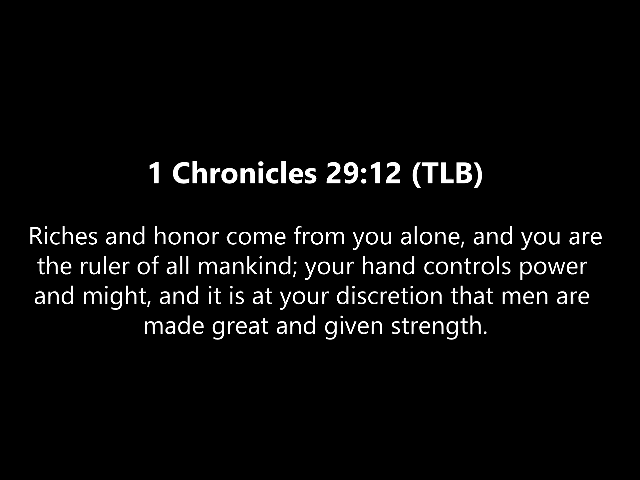 1 Chronicles 29:12 (TLB)
Riches and honor come from you alone, and you are
the ruler of all mankind; your hand controls power
and might, and it is at your discretion that men are
made great and given strength.